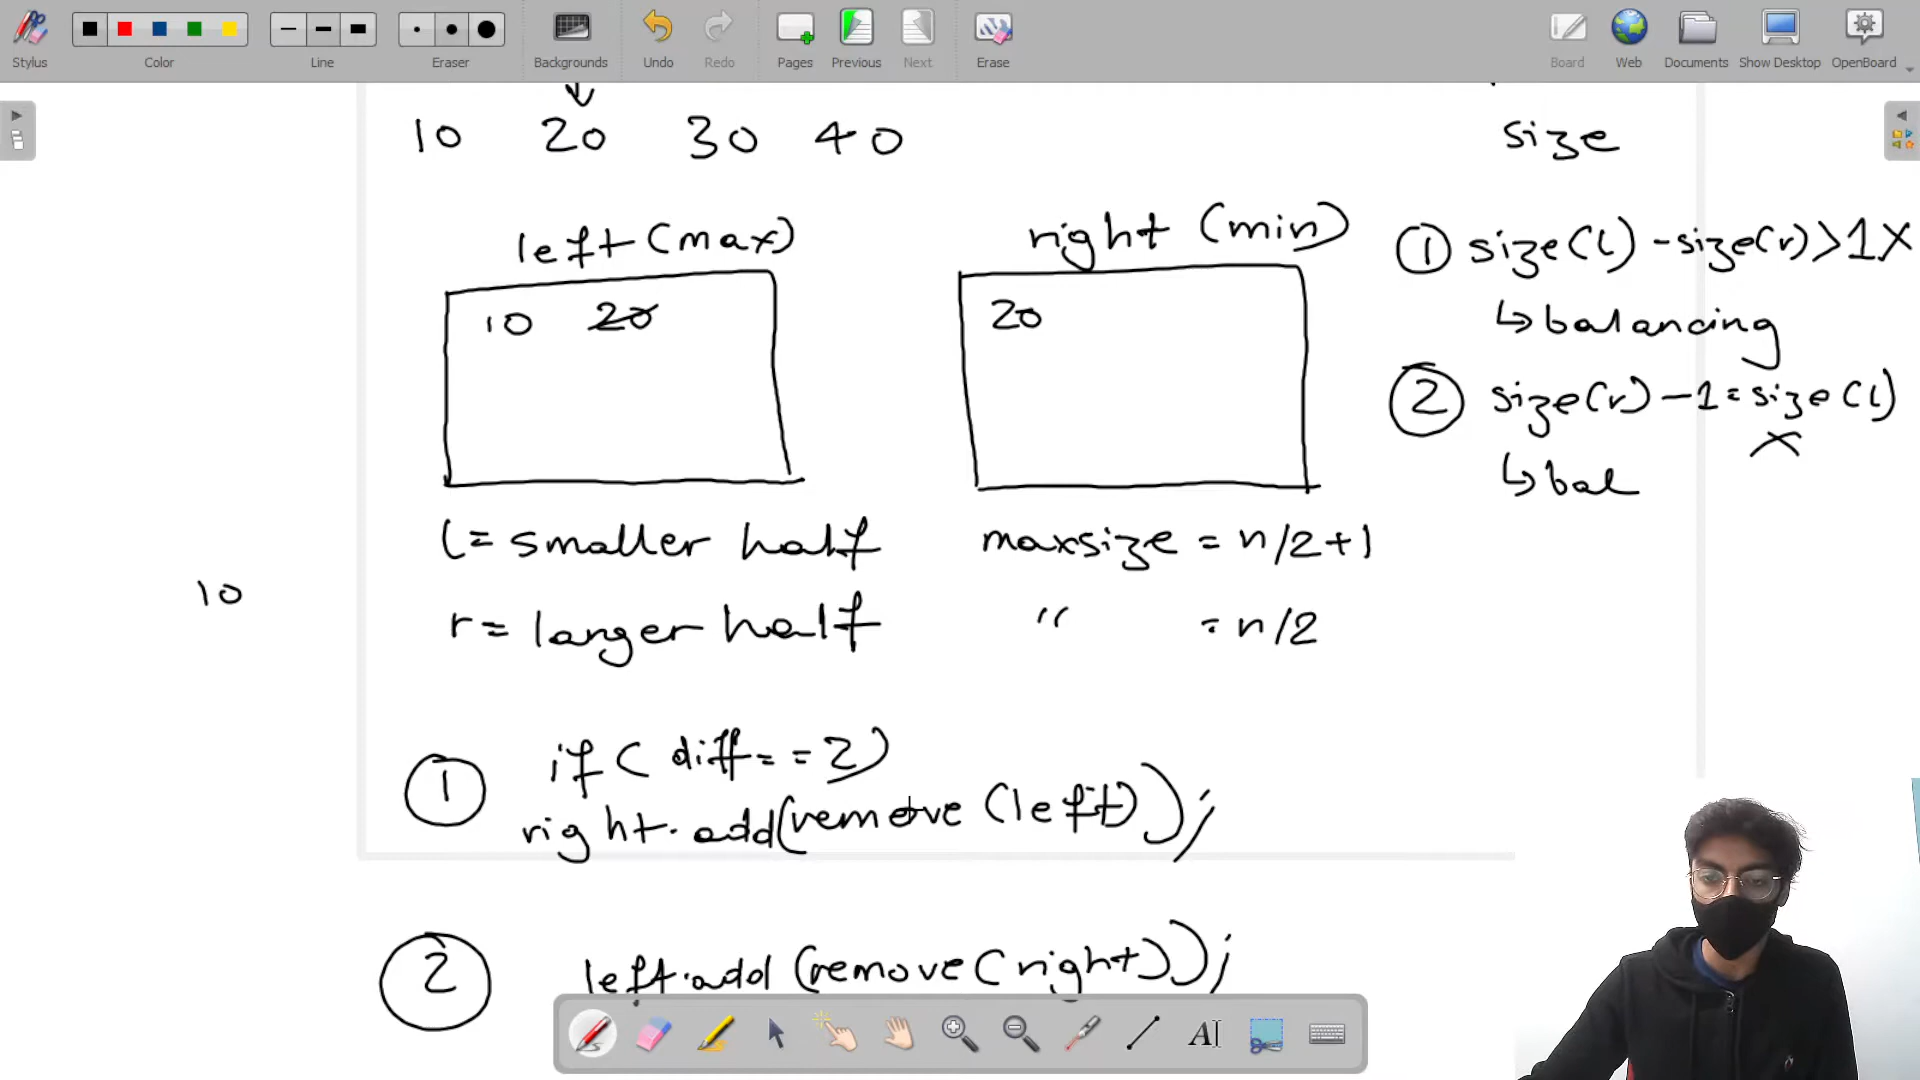 Stylus Color Line Eraser Backgrounds Undo Redo Pages Previous Next Erase Board Web Documents Show Desktop OpenBoard
10 20 30 40
size
left (max)
right (min)
10 20
20
① size(l) - size(r) > 1 X
↳ balancing
② size(r) - 1 = size(l)
X
↳ bal
l = smaller half maxsize = n/2 + 1
10
r = larger half " = n/2
① if ( diff == 2)
right.add(remove (left));
② left.add (remove (right));